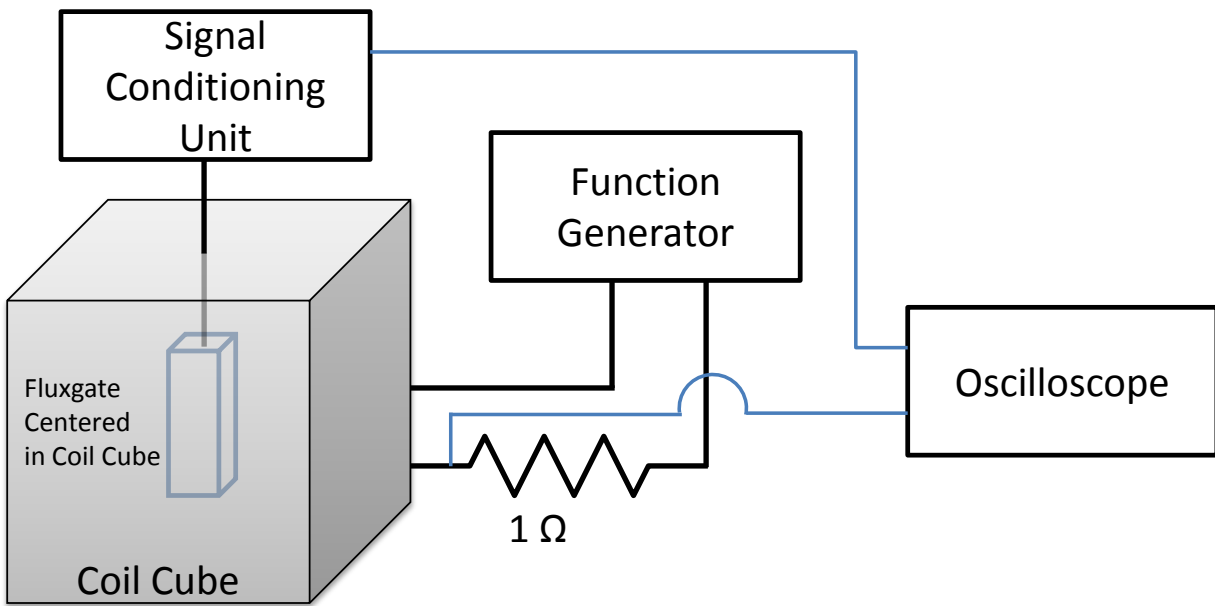 Signal
Conditioning
Unit
Function
Generator
Fluxgate
Centered
in Coil Cube
Oscilloscope
1 Ω
Coil Cube